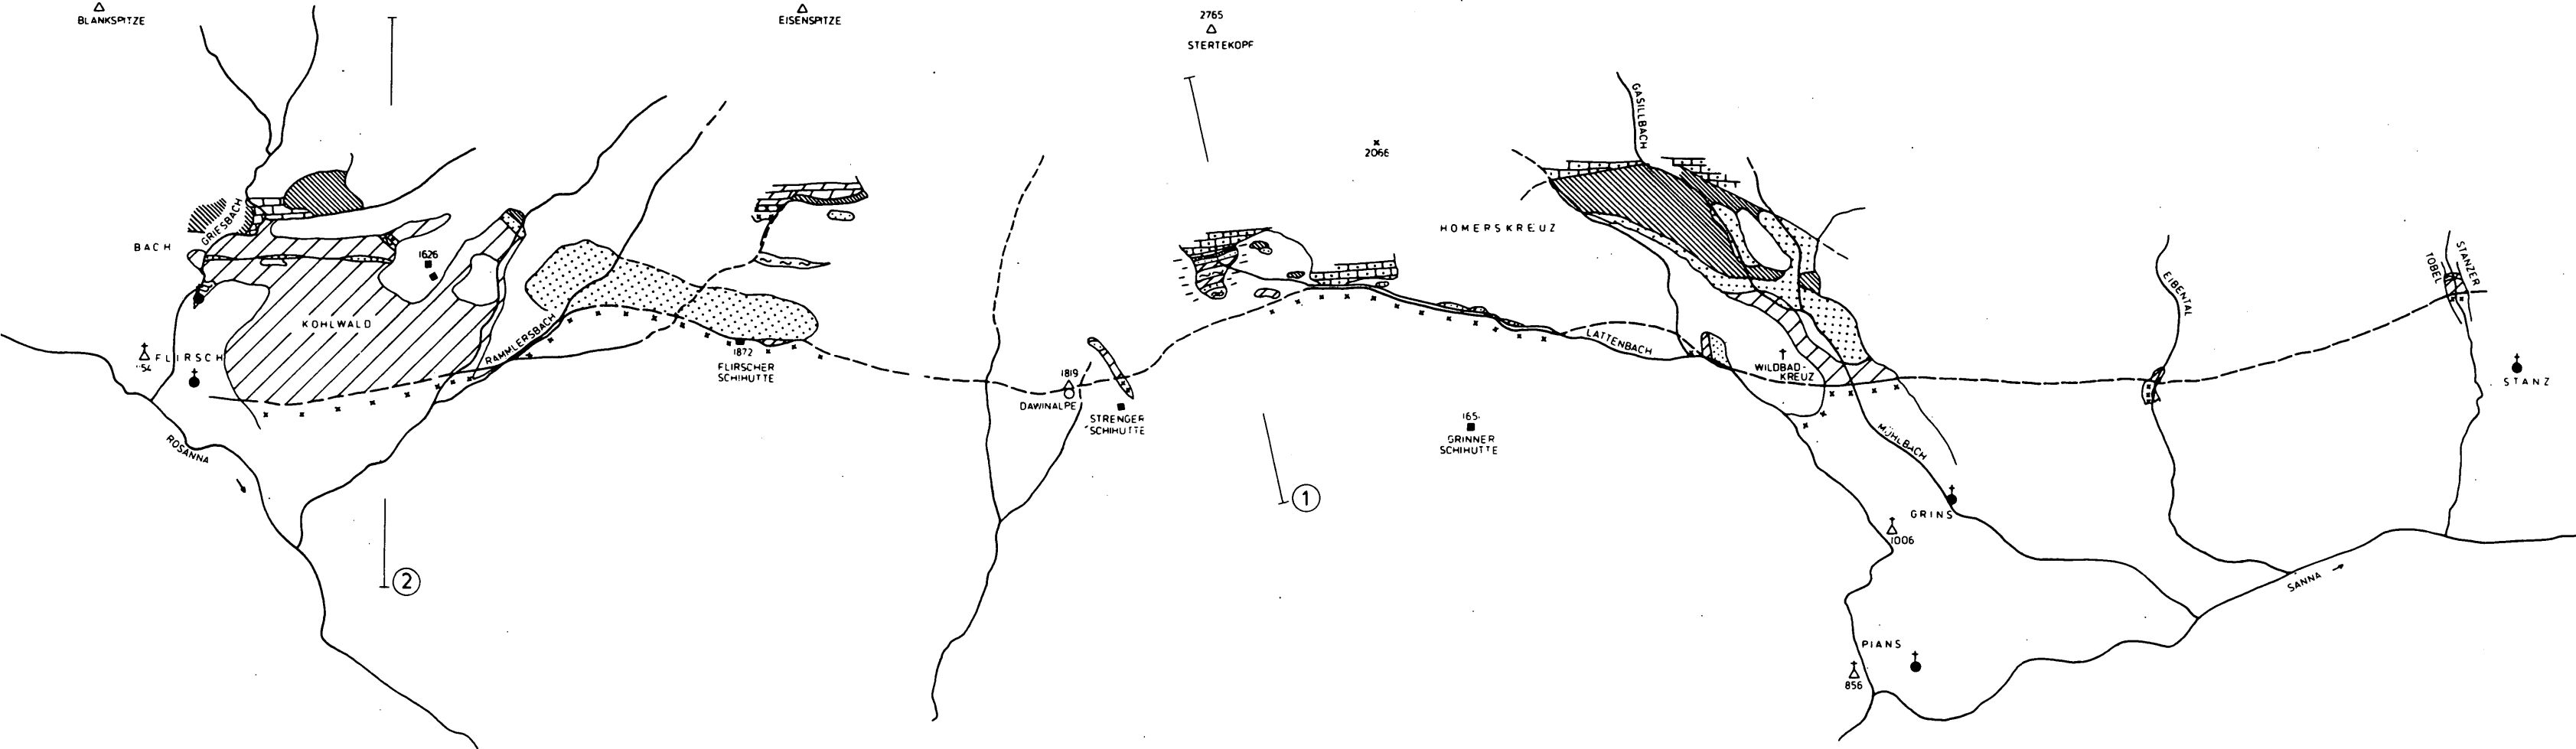 BLANKSPITZE
EISENSPITZE
2765
STERTEKOPF
GASILLBACH
2066
GRIESBACH
BACH
HOMERSKREUZ
1626
STANZER
TOBEL
EIBENTAL
KOHLWALD
RAMMLERSBACH
LATTENBACH
1872
FLIRSCHER
SCHIHUTTE
FLIRSCH
WILDBAD-
KREUZ
1819
DAWINALPE
STRENGER
SCHIHUTTE
STANZ
165
GRINNER
SCHIHUTTE
MÜHLBACH
ROSANNA
1
GRINS
1006
2
SANNA
PIANS
856